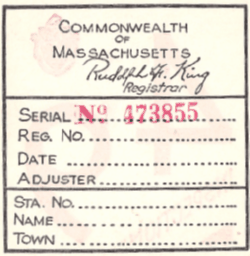 COMMONWEALTH
OF
MASSACHUSETTS
Rudolph F. King
Registrar
SERIAL No 473855
REG. NO.
DATE
ADJUSTER
STA. NO.
NAME
TOWN